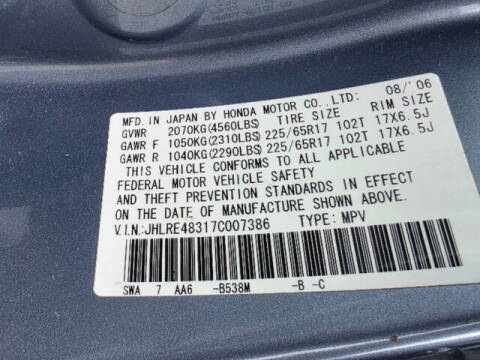 MFD. IN JAPAN BY HONDA MOTOR CO., LTD: 08/'06
GVWR 2070KG(4560LBS) TIRE SIZE RIM SIZE
GAWR F 1050KG(2310LBS) 225/65R17 102T 17X6.5J
GAWR R 1040KG(2290LBS) 225/65R17 102T 17X6.5J
THIS VEHICLE CONFORMS TO ALL APPLICABLE
FEDERAL MOTOR VEHICLE SAFETY
AND THEFT PREVENTION STANDARDS IN EFFECT
ON THE DATE OF MANUFACTURE SHOWN ABOVE.
V.I.N:JHLRE48317C007386 TYPE: MPV
SWA 7 AA6 -B538M -B -C